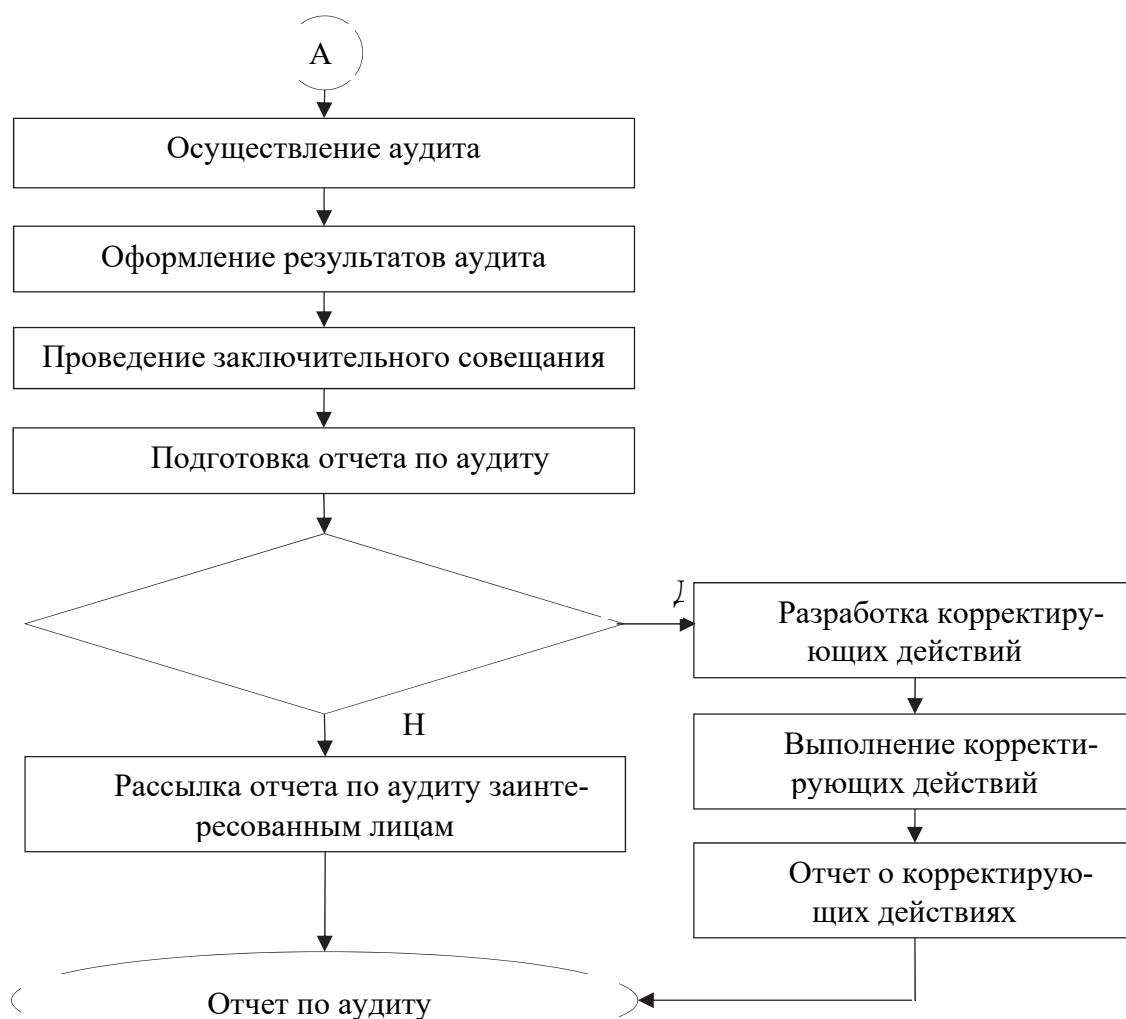 А
Осуществление аудита
Оформление результатов аудита
Проведение заключительного совещания
Подготовка отчета по аудиту
Разработка корректиру-
ющих действий
Н
Выполнение корректи-
рующих действий
Рассылка отчета по аудиту заинте-
ресованным лицам
Отчет о корректирую-
щих действиях
Отчет по аудиту